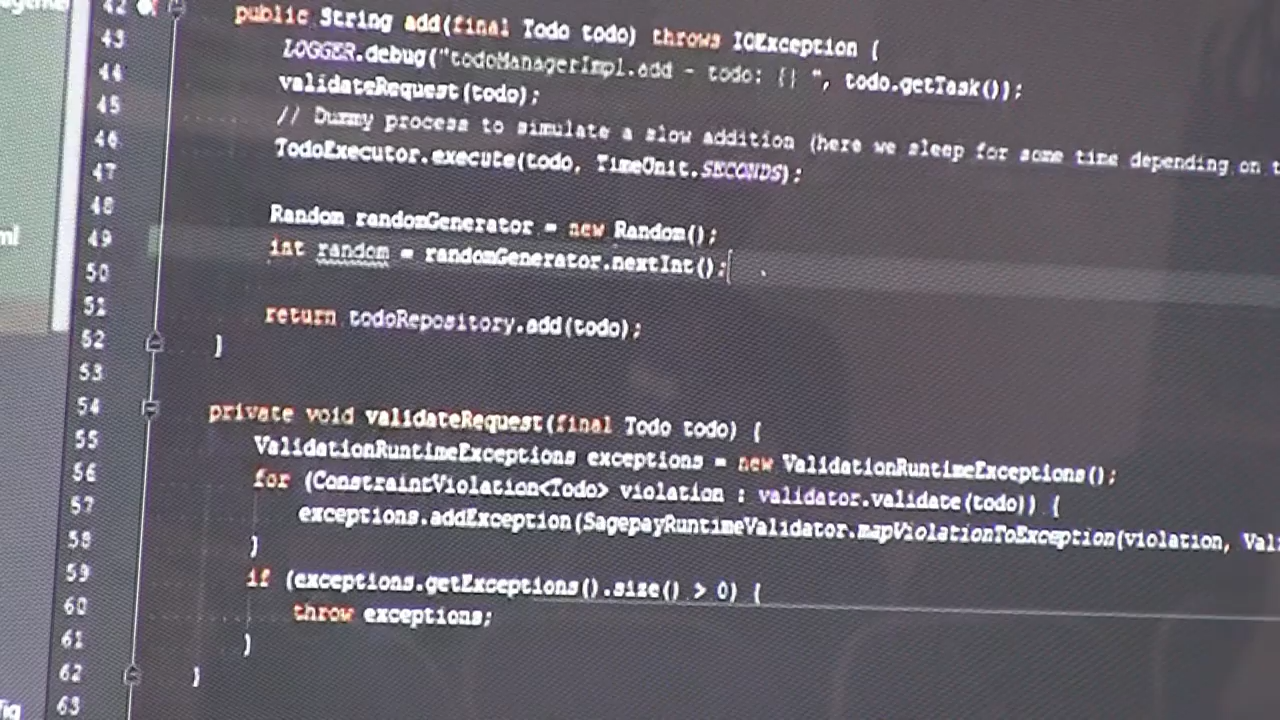 42 public String add(final Todo todo) throws IOException {
43 LOGGER.debug("todoManagerImpl.add - todo: {} ", todo.getTask());
44 validateRequest(todo);
45 // Dummy process to simulate a slow addition (here we sleep for some time depending on t
46 TodoExecutor.execute(todo, TimeUnit.SECONDS);
47
48 Random randomGenerator = new Random();
49 int random = randomGenerator.nextInt();
50
51 return todoRepository.add(todo);
52 }
53
54 private void validateRequest(final Todo todo) {
55 ValidationRuntimeExceptions exceptions = new ValidationRuntimeExceptions();
56 for (ConstraintViolation<Todo> violation : validator.validate(todo)) {
57 exceptions.addException(SagepayRuntimeValidator.mapViolationToException(violation, Vali
58 }
59 if (exceptions.getExceptions().size() > 0) {
60 throw exceptions;
61 }
62 }
63